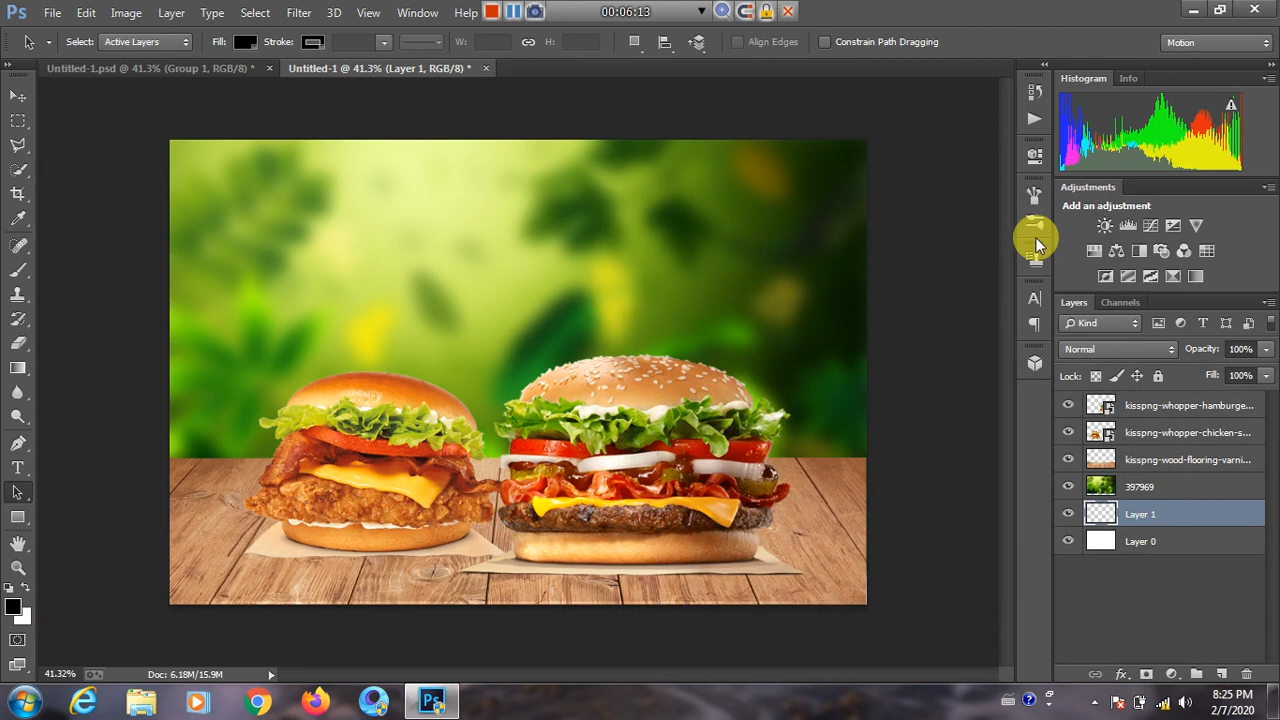 Ps File Edit Image Layer Type Select Filter 3D View Window Help 00:06:13
Select: Active Layers Fill: Stroke: W: H: Align Edges Constrain Path Dragging Motion
Untitled-1.psd @ 41.3% (Group 1, RGB/8) * × Untitled-1 @ 41.3% (Layer 1, RGB/8) * ×
Histogram Info
Adjustments
Add an adjustment
Layers Channels
Kind
Normal Opacity: 100%
Lock: Fill: 100%
kisspng-whopper-hamburge...
kisspng-whopper-chicken-s...
kisspng-wood-flooring-varni...
397969
Layer 1
Layer 0
41.32% Doc: 6.18M/15.9M
Ps
8:25 PM
2/7/2020